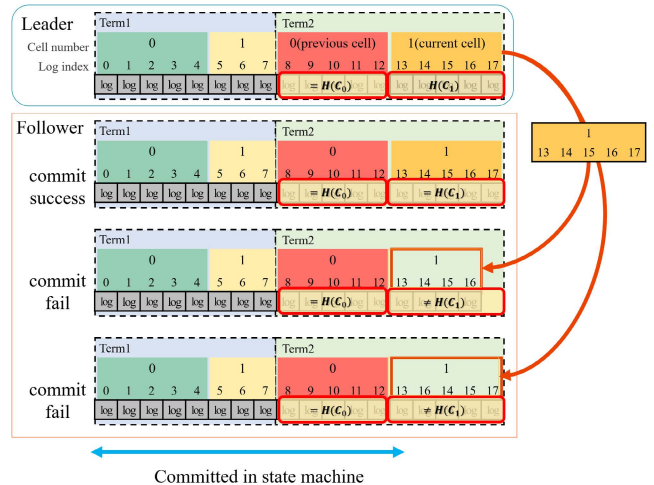 Leader
Term1 Term2
Cell number 0 1 0(previous cell) 1(current cell)
Log index 0 1 2 3 4 5 6 7 8 9 10 11 12 13 14 15 16 17
log log log log log log log log = H(C₀) H(C₁)
1
13 14 15 16 17
Follower
Term1 Term2
0 1 0 1
0 1 2 3 4 5 6 7 8 9 10 11 12 13 14 15 16 17
commit success
log log log log log log log log = H(C₀) = H(C₁)
Term1 Term2
0 1 0 1
0 1 2 3 4 5 6 7 8 9 10 11 12 13 14 15 16
commit fail
log log log log log log log log = H(C₀) ≠ H(C₁)
Term1 Term2
0 1 0 1
0 1 2 3 4 5 6 7 8 9 10 11 12 13 16 14 15 17
commit fail
log log log log log log log log = H(C₀) ≠ H(C₁)
Committed in state machine